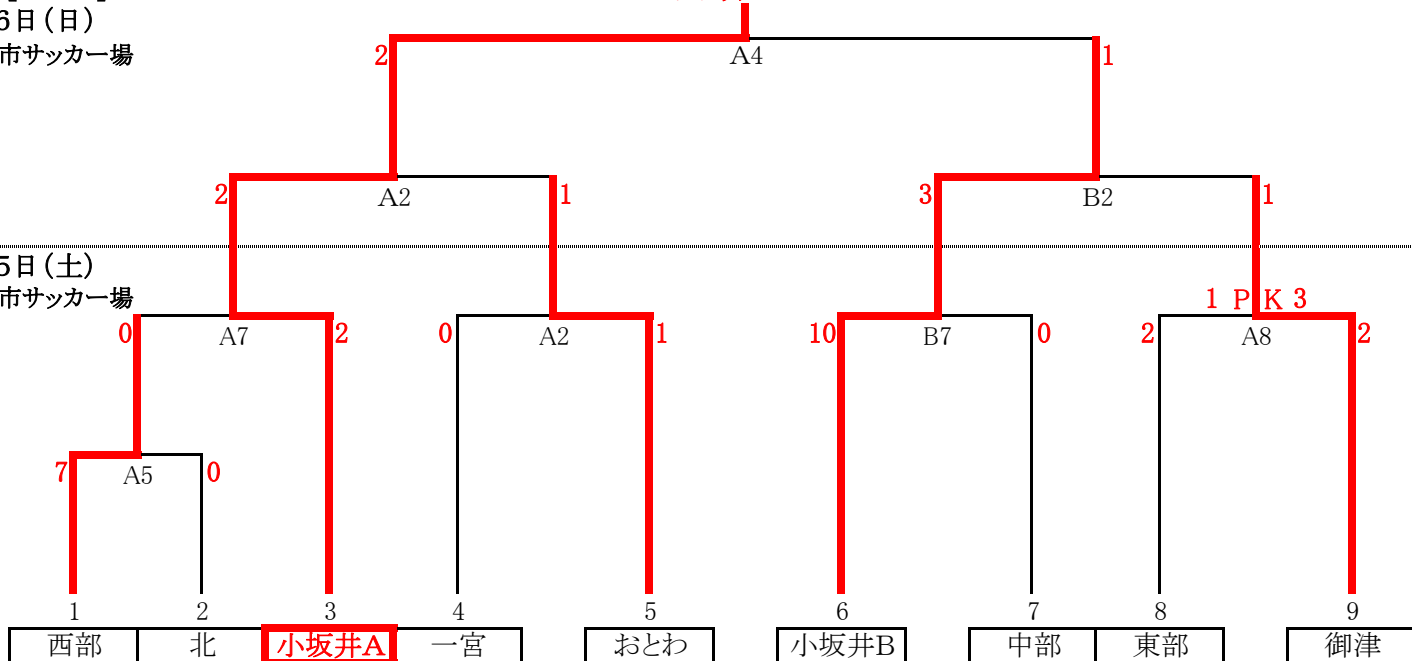 6日(日)
市サッカー場
2 A4 1
2 A2 1 3 B2 1
5日(土)
市サッカー場
1 PK 3
0 A7 2 0 A2 1 10 B7 0 2 A8 2
7 A5 0
1 2 3 4 5 6 7 8 9
西部 北 小坂井A 一宮 おとわ 小坂井B 中部 東部 御津